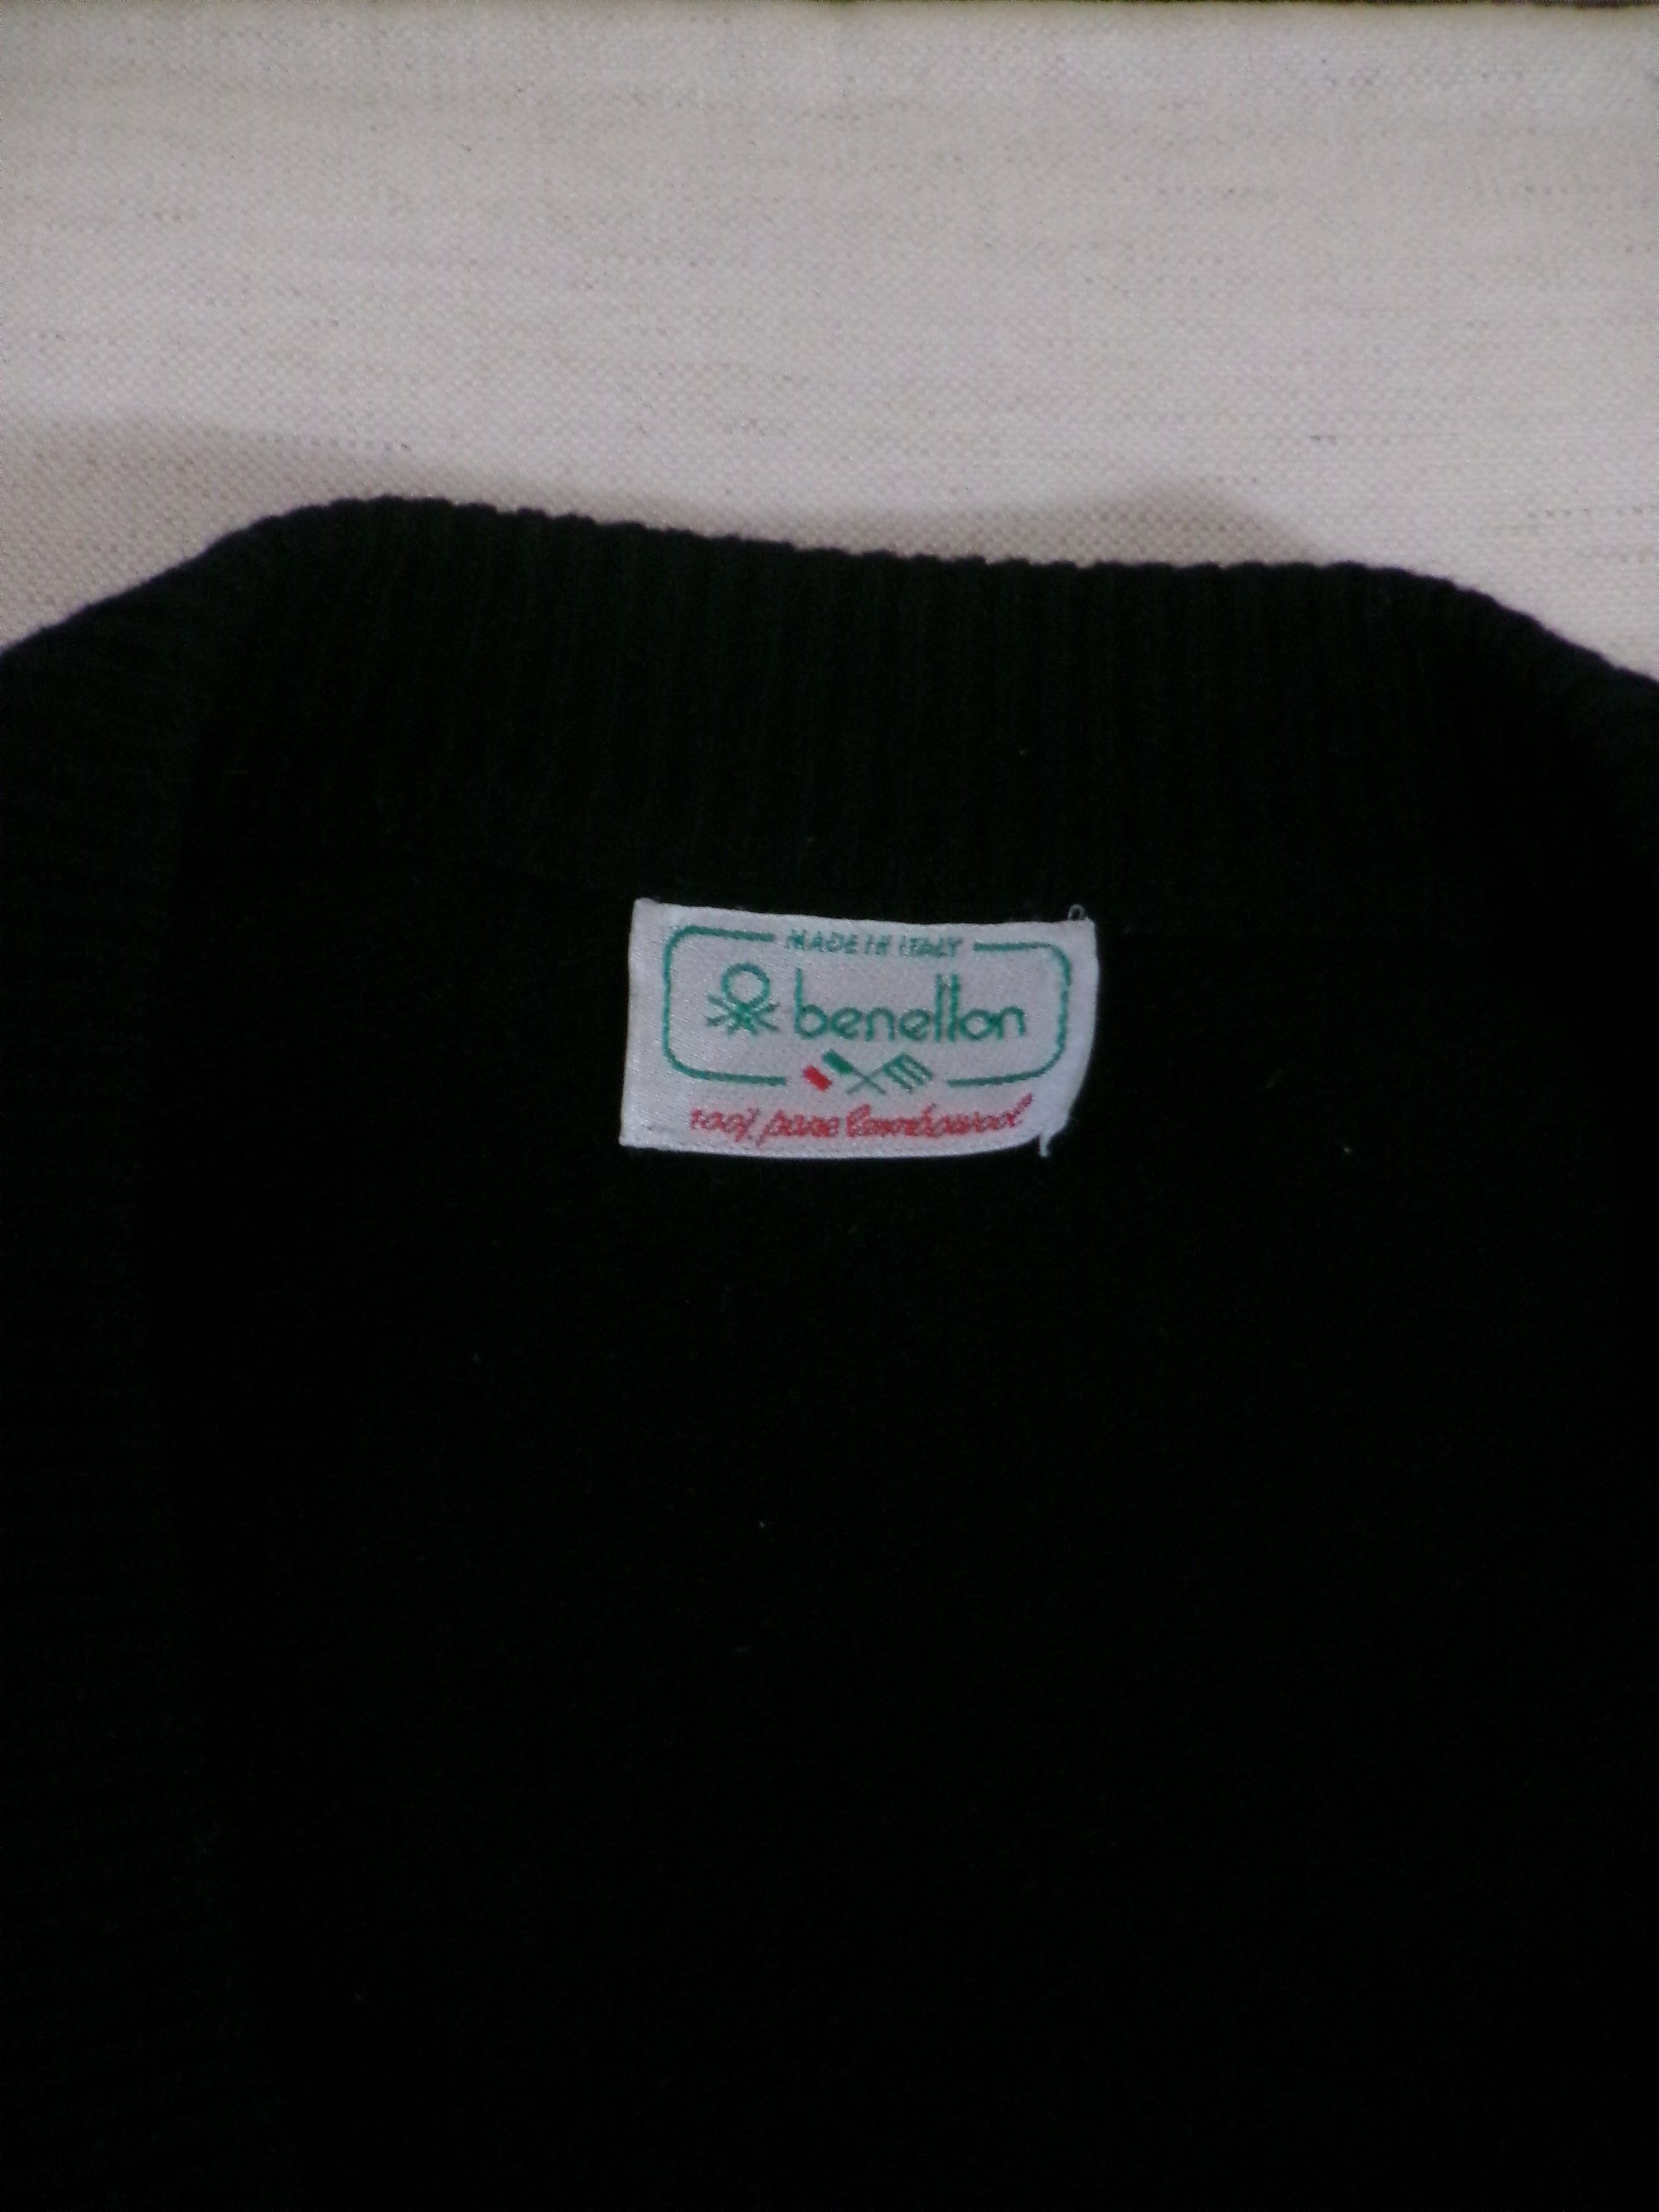 MADE IN ITALY
benetton
100% pure lambswool